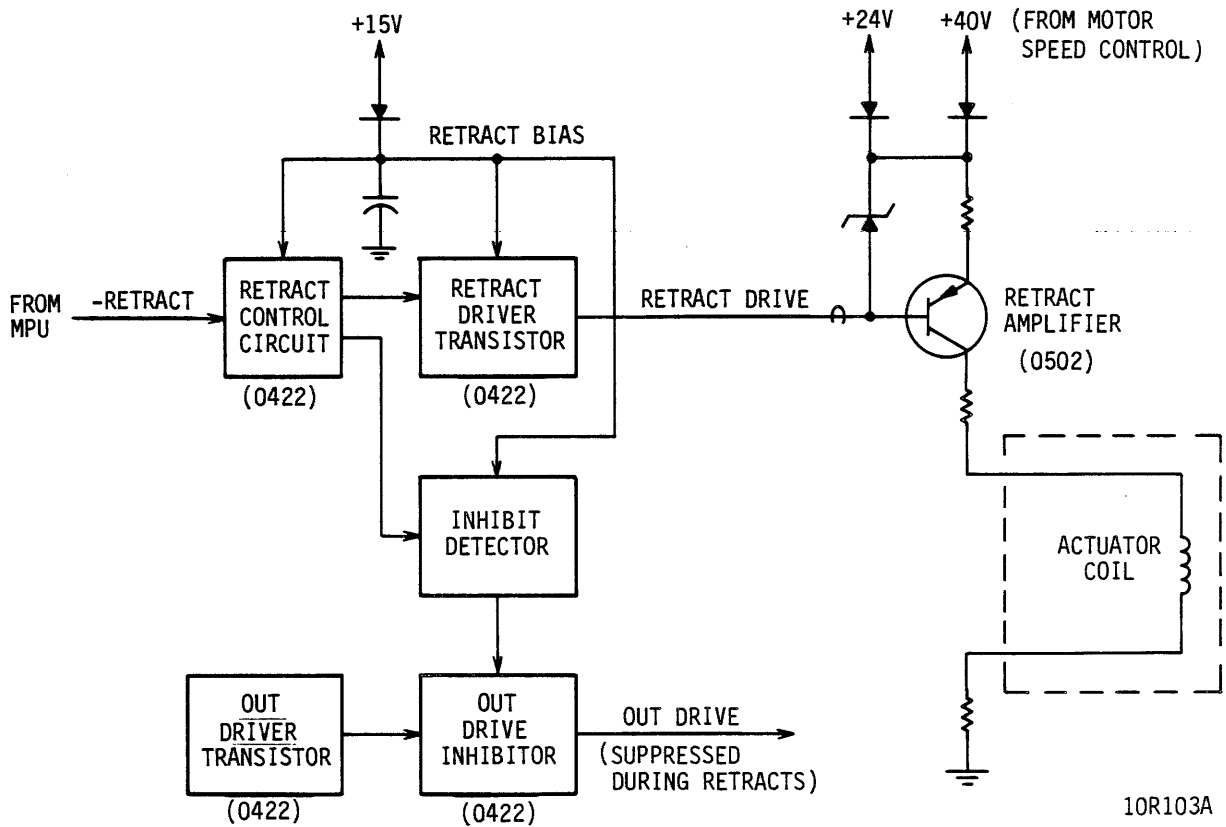 +15V
+24V
+40V (FROM MOTOR
SPEED CONTROL)
RETRACT BIAS
FROM
MPU
-RETRACT
RETRACT
CONTROL
CIRCUIT
(0422)
RETRACT
DRIVER
TRANSISTOR
(0422)
RETRACT DRIVE
RETRACT
AMPLIFIER
(0502)
INHIBIT
DETECTOR
ACTUATOR
COIL
OUT
DRIVER
TRANSISTOR
(0422)
OUT
DRIVE
INHIBITOR
(0422)
OUT DRIVE
(SUPPRESSED
DURING RETRACTS)
10R103A